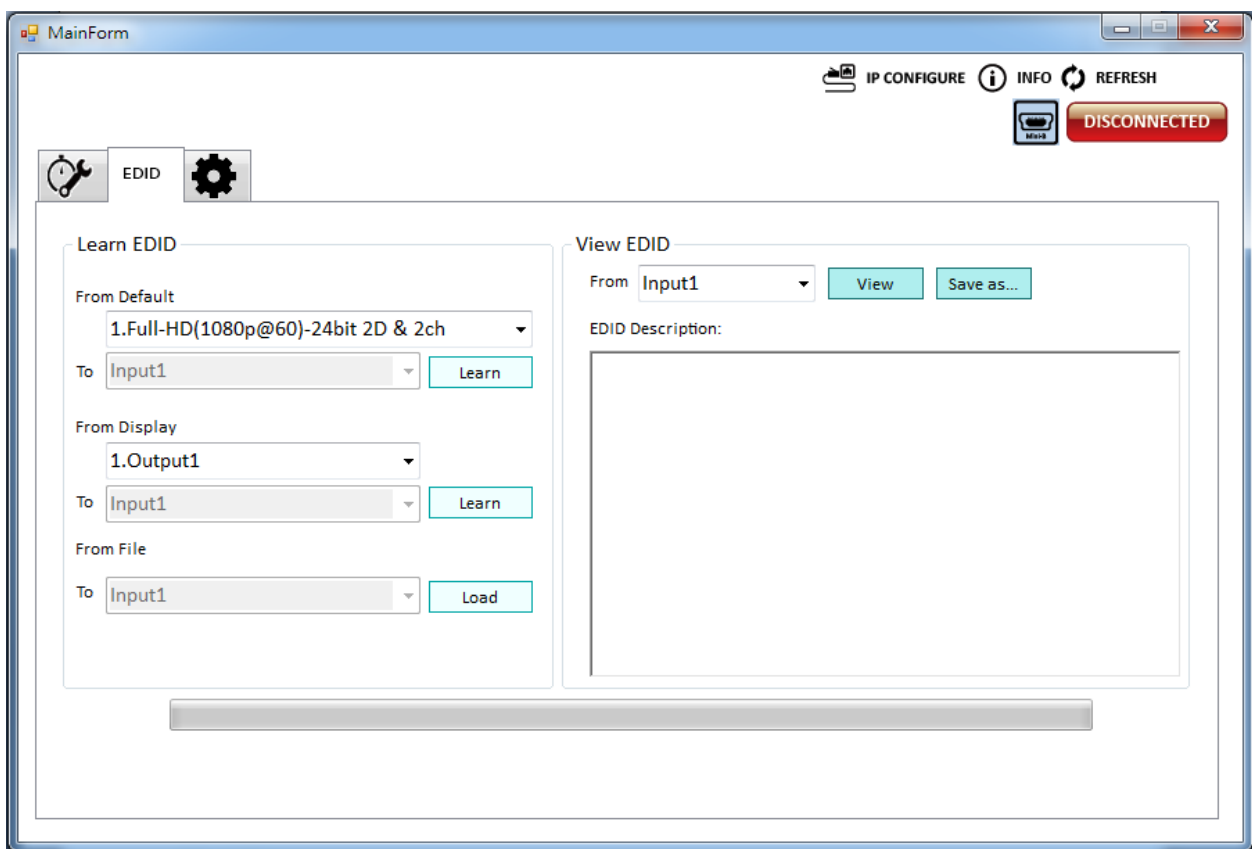 MainForm
IP CONFIGURE INFO REFRESH
Mini-B
DISCONNECTED
EDID
Learn EDID
From Default
1.Full-HD(1080p@60)-24bit 2D & 2ch
To Input1 Learn
From Display
1.Output1
To Input1 Learn
From File
To Input1 Load
View EDID
From Input1 View Save as...
EDID Description: